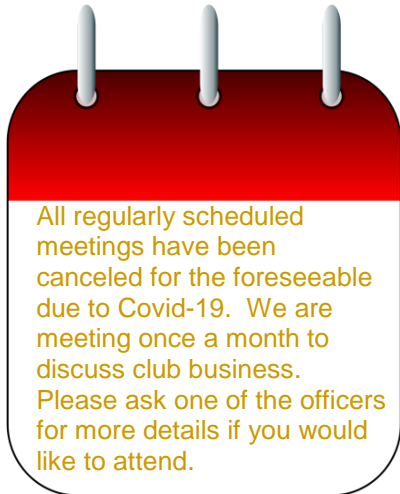 All regularly scheduled
meetings have been
canceled for the foreseeable
due to Covid-19.  We are
meeting once a month to
discuss club business.
Please ask one of the officers
for more details if you would
like to attend.